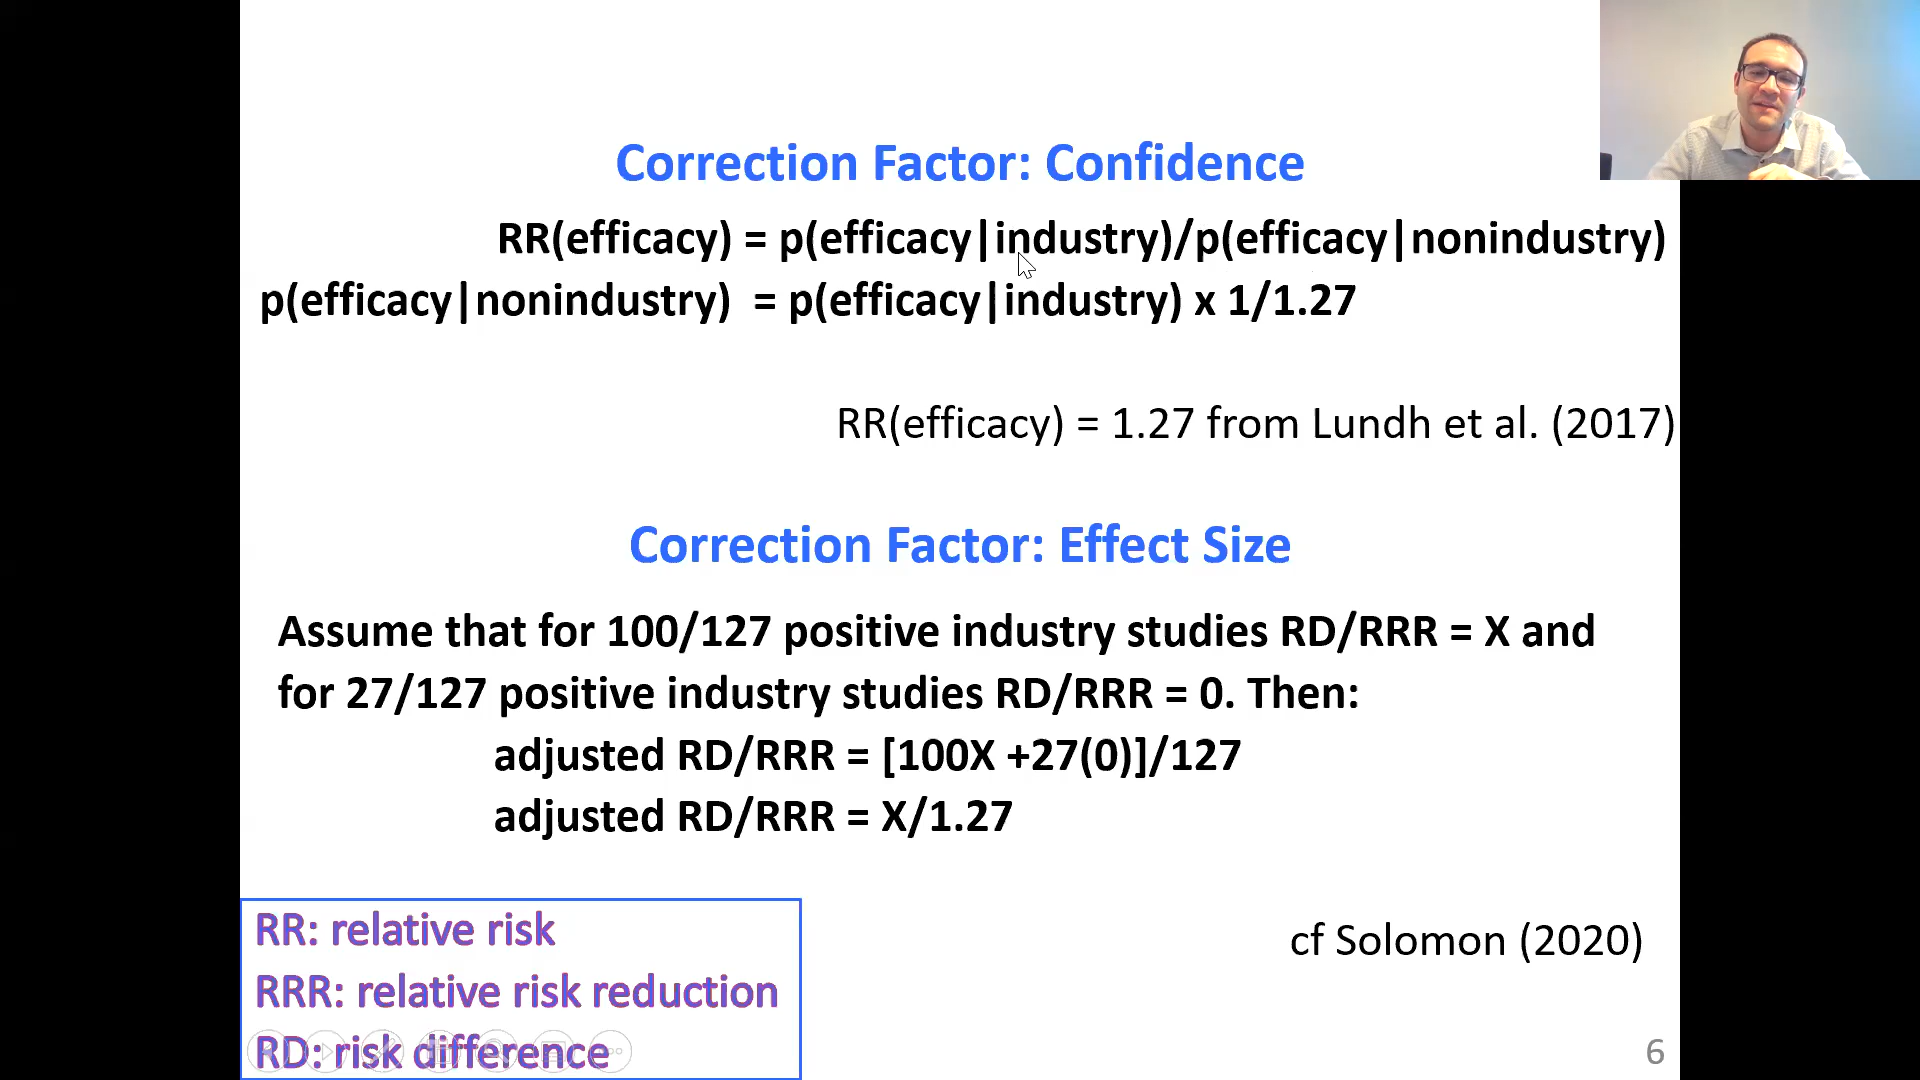 Correction Factor: Confidence
RR(efficacy) = p(efficacy|industry)/p(efficacy|nonindustry)
p(efficacy|nonindustry) = p(efficacy|industry) x 1/1.27
RR(efficacy) = 1.27 from Lundh et al. (2017)
Correction Factor: Effect Size
Assume that for 100/127 positive industry studies RD/RRR = X and
for 27/127 positive industry studies RD/RRR = 0. Then:
adjusted RD/RRR = [100X +27(0)]/127
adjusted RD/RRR = X/1.27
RR: relative risk
RRR: relative risk reduction
RD: risk difference
cf Solomon (2020)
6